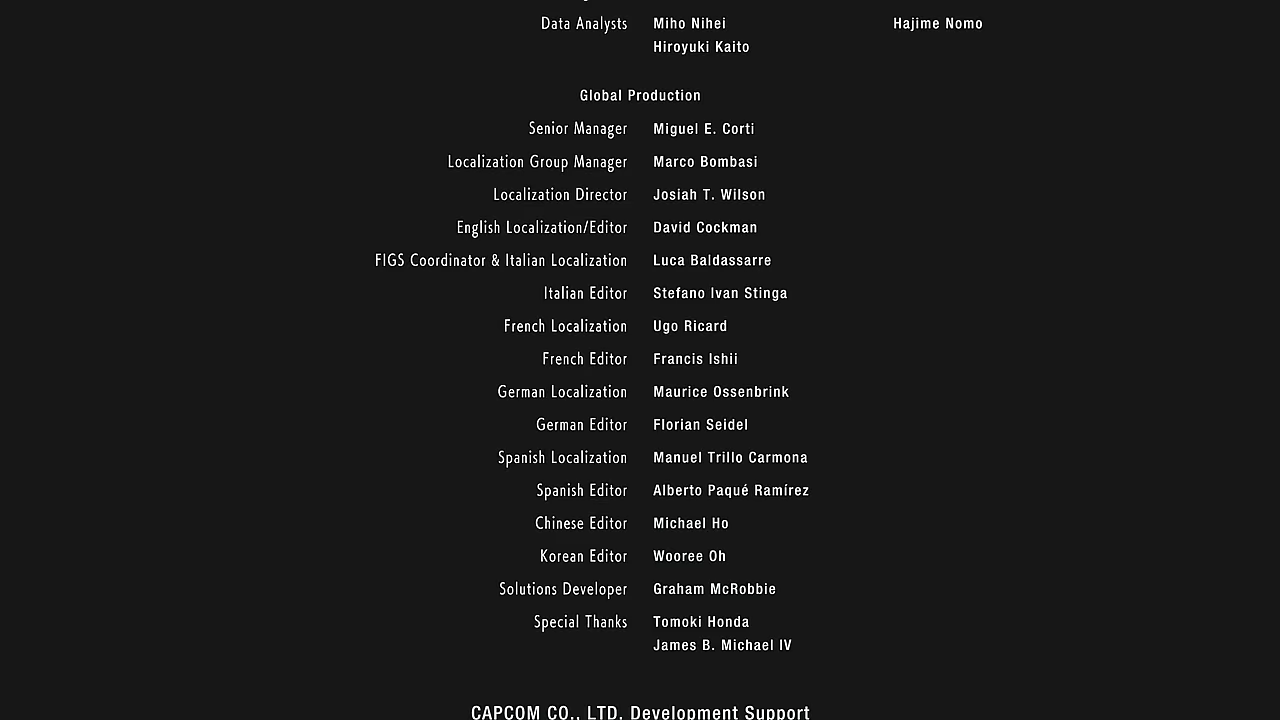 Data Analysts Miho Nihei Hajime Nomo
Hiroyuki Kaito
Global Production
Senior Manager Miguel E. Corti
Localization Group Manager Marco Bombasi
Localization Director Josiah T. Wilson
English Localization/Editor David Cockman
FIGS Coordinator & Italian Localization Luca Baldassarre
Italian Editor Stefano Ivan Stinga
French Localization Ugo Ricard
French Editor Francis Ishii
German Localization Maurice Ossenbrink
German Editor Florian Seidel
Spanish Localization Manuel Trillo Carmona
Spanish Editor Alberto Paqué Ramírez
Chinese Editor Michael Ho
Korean Editor Wooree Oh
Solutions Developer Graham McRobbie
Special Thanks Tomoki Honda
James B. Michael IV
CAPCOM CO., LTD. Development Support